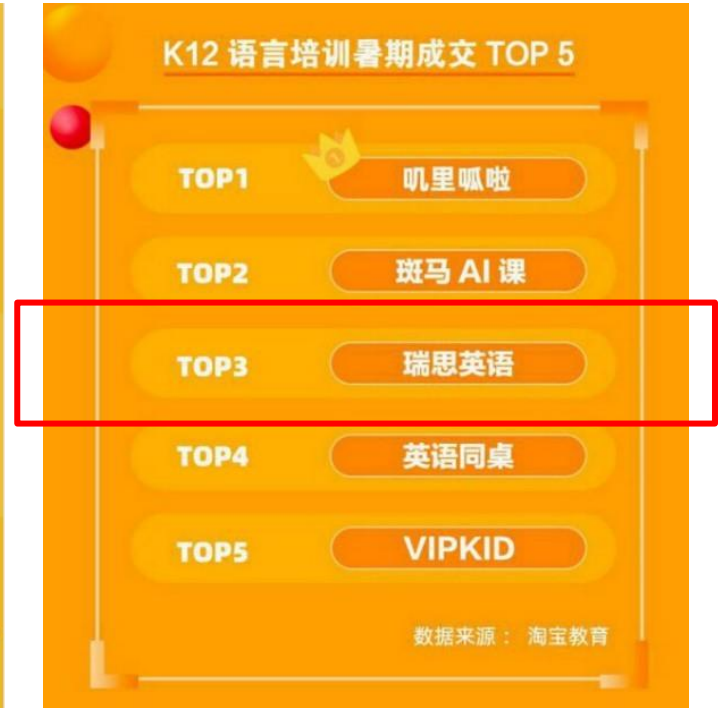 K12 语言培训暑期成交 TOP 5
TOP1 叽里呱啦
TOP2 斑马 AI 课
TOP3 瑞思英语
TOP4 英语同桌
TOP5 VIPKID
数据来源： 淘宝教育